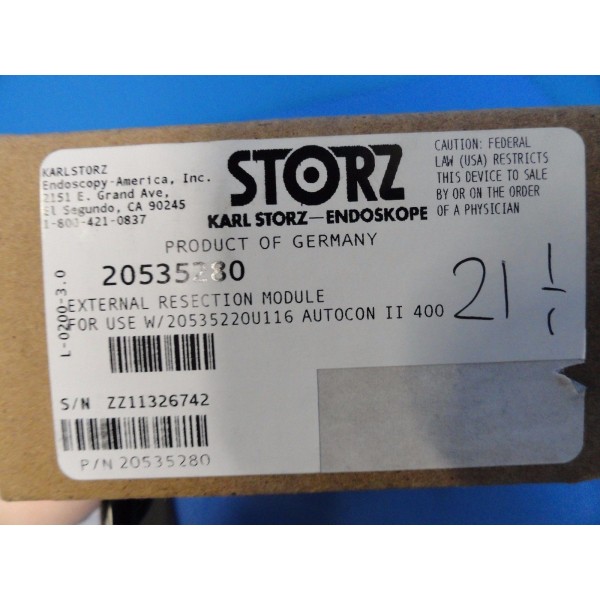 KARLSTORZ
Endoscopy-America, Inc.
2151 E. Grand Ave,
El Segundo, CA 90245
1-800-421-0837
STORZ
KARL STORZ—ENDOSKOPE
CAUTION: FEDERAL
LAW (USA) RESTRICTS
THIS DEVICE TO SALE
BY OR ON THE ORDER
OF A PHYSICIAN
PRODUCT OF GERMANY
20535280
L-0200-3.0
EXTERNAL RESECTION MODULE
FOR USE W/20535220U116 AUTOCON II 400
21 1/1
S/N ZZ11326742
P/N 20535280